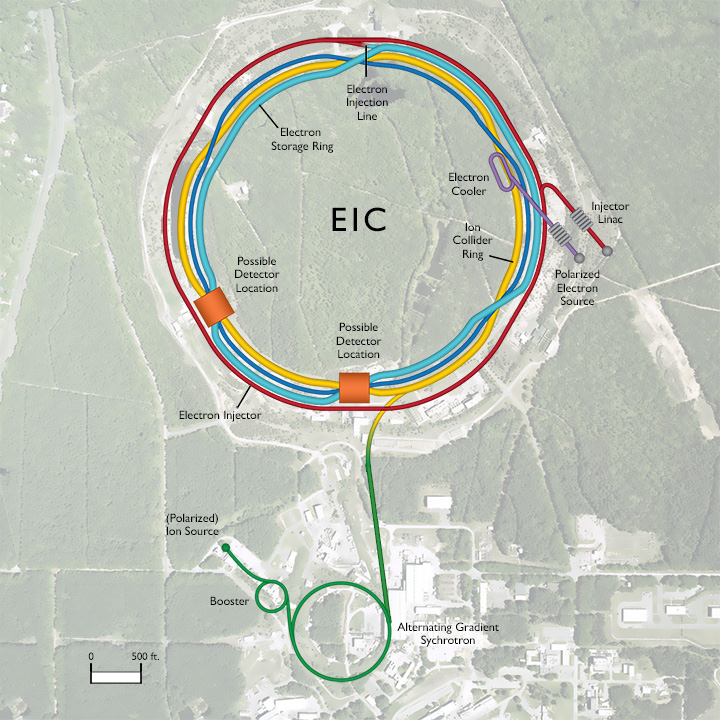 Electron
Injection
Line
Electron
Storage Ring
Electron
Cooler
Injector
Linac
EIC
Ion
Collider
Ring
Possible
Detector
Location
Polarized
Electron
Source
Possible
Detector
Location
Electron Injector
(Polarized)
Ion Source
Booster
Alternating Gradient
Sychrotron
0 500 ft.